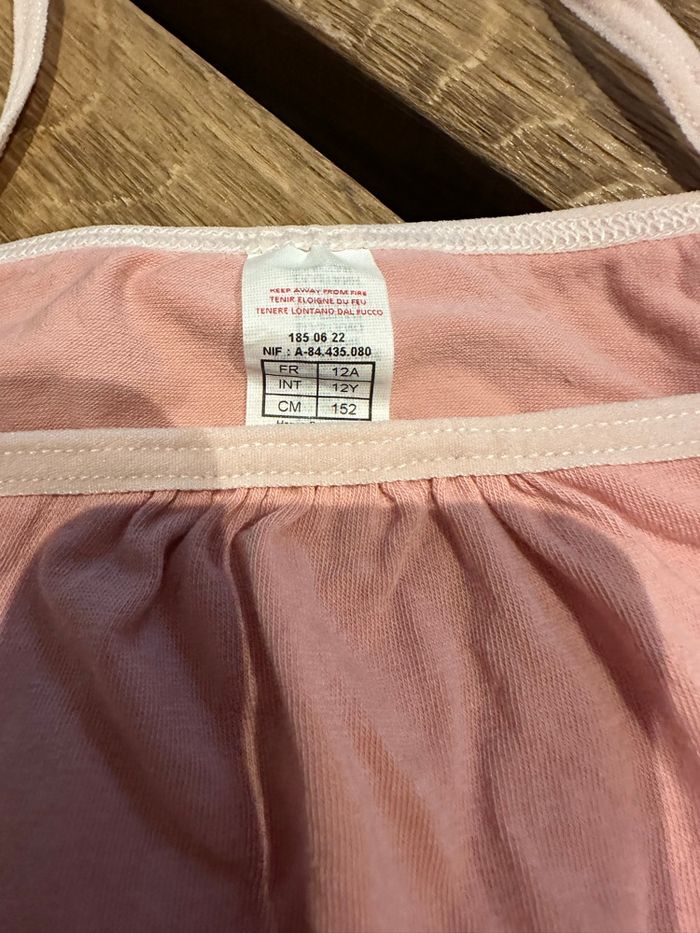 KEEP AWAY FROM FIRE
TENIR ELOIGNE DU FEU
TENERE LONTANO DAL FUCCO
185 06 22
NIF : A-84.435.080
FR 12A
INT 12Y
CM 152